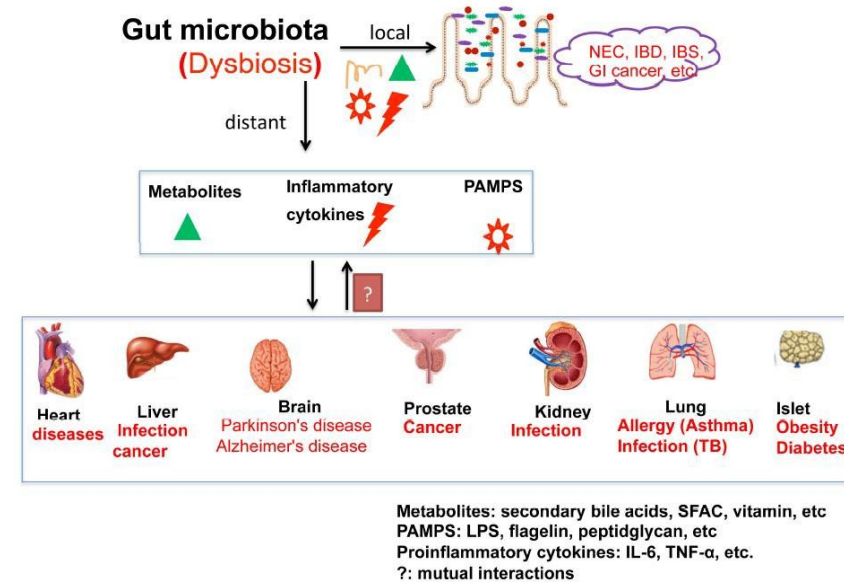 Gut microbiota
(Dysbiosis)
local
NEC, IBD, IBS,
GI cancer, etc.
distant
Metabolites
Inflammatory
cytokines
PAMPS
?
Heart
diseases
Liver
Infection
cancer
Brain
Parkinson's disease
Alzheimer's disease
Prostate
Cancer
Kidney
Infection
Lung
Allergy (Asthma)
Infection (TB)
Islet
Obesity
Diabetes
Metabolites: secondary bile acids, SFAC, vitamin, etc
PAMPS: LPS, flagelin, peptidglycan, etc
Proinflammatory cytokines: IL-6, TNF-α, etc.
?: mutual interactions